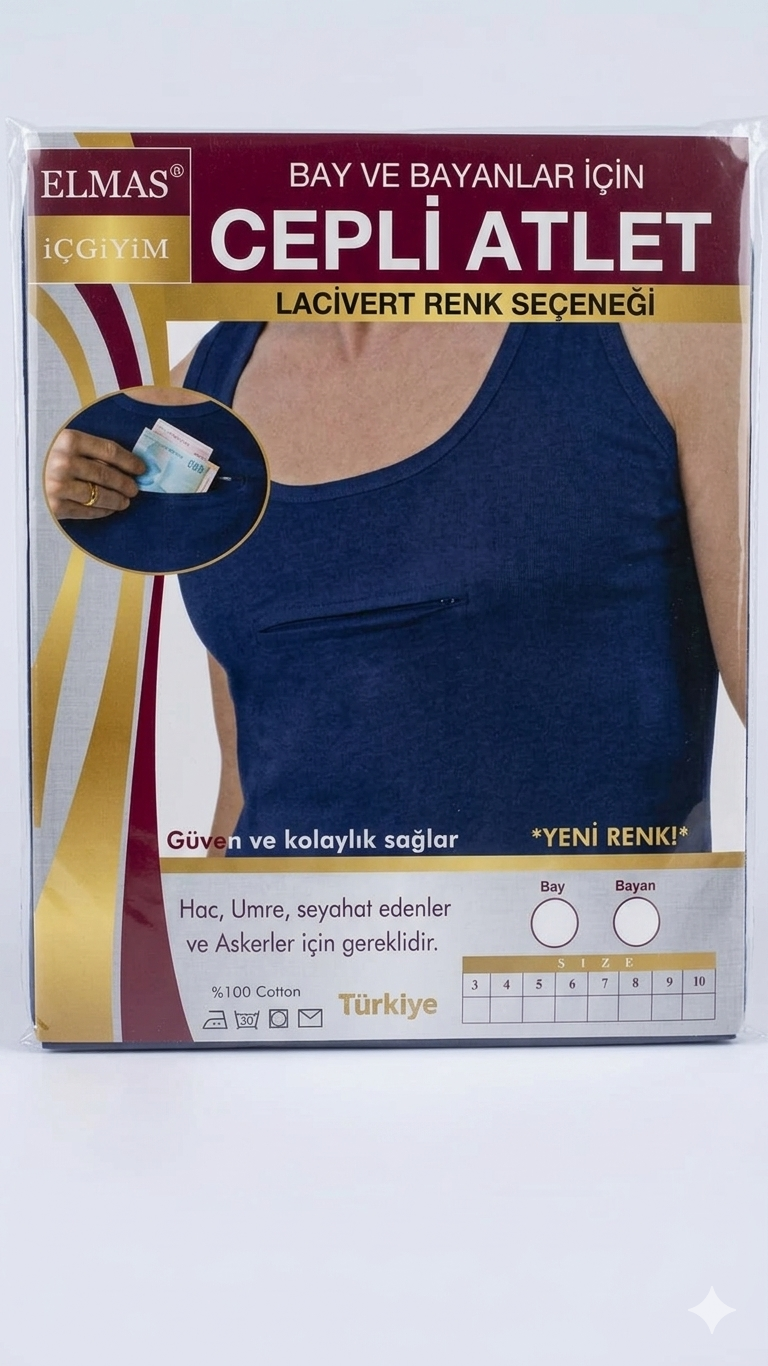 ELMAS®
İÇGİYİM
BAY VE BAYANLAR İÇİN
CEPLİ ATLET
LACİVERT RENK SEÇENEĞİ
Güven ve kolaylık sağlar
*YENİ RENK!*
Hac, Umre, seyahat edenler
ve Askerler için gereklidir.
%100 Cotton
30
Türkiye
Bay Bayan
SIZE
3 4 5 6 7 8 9 10